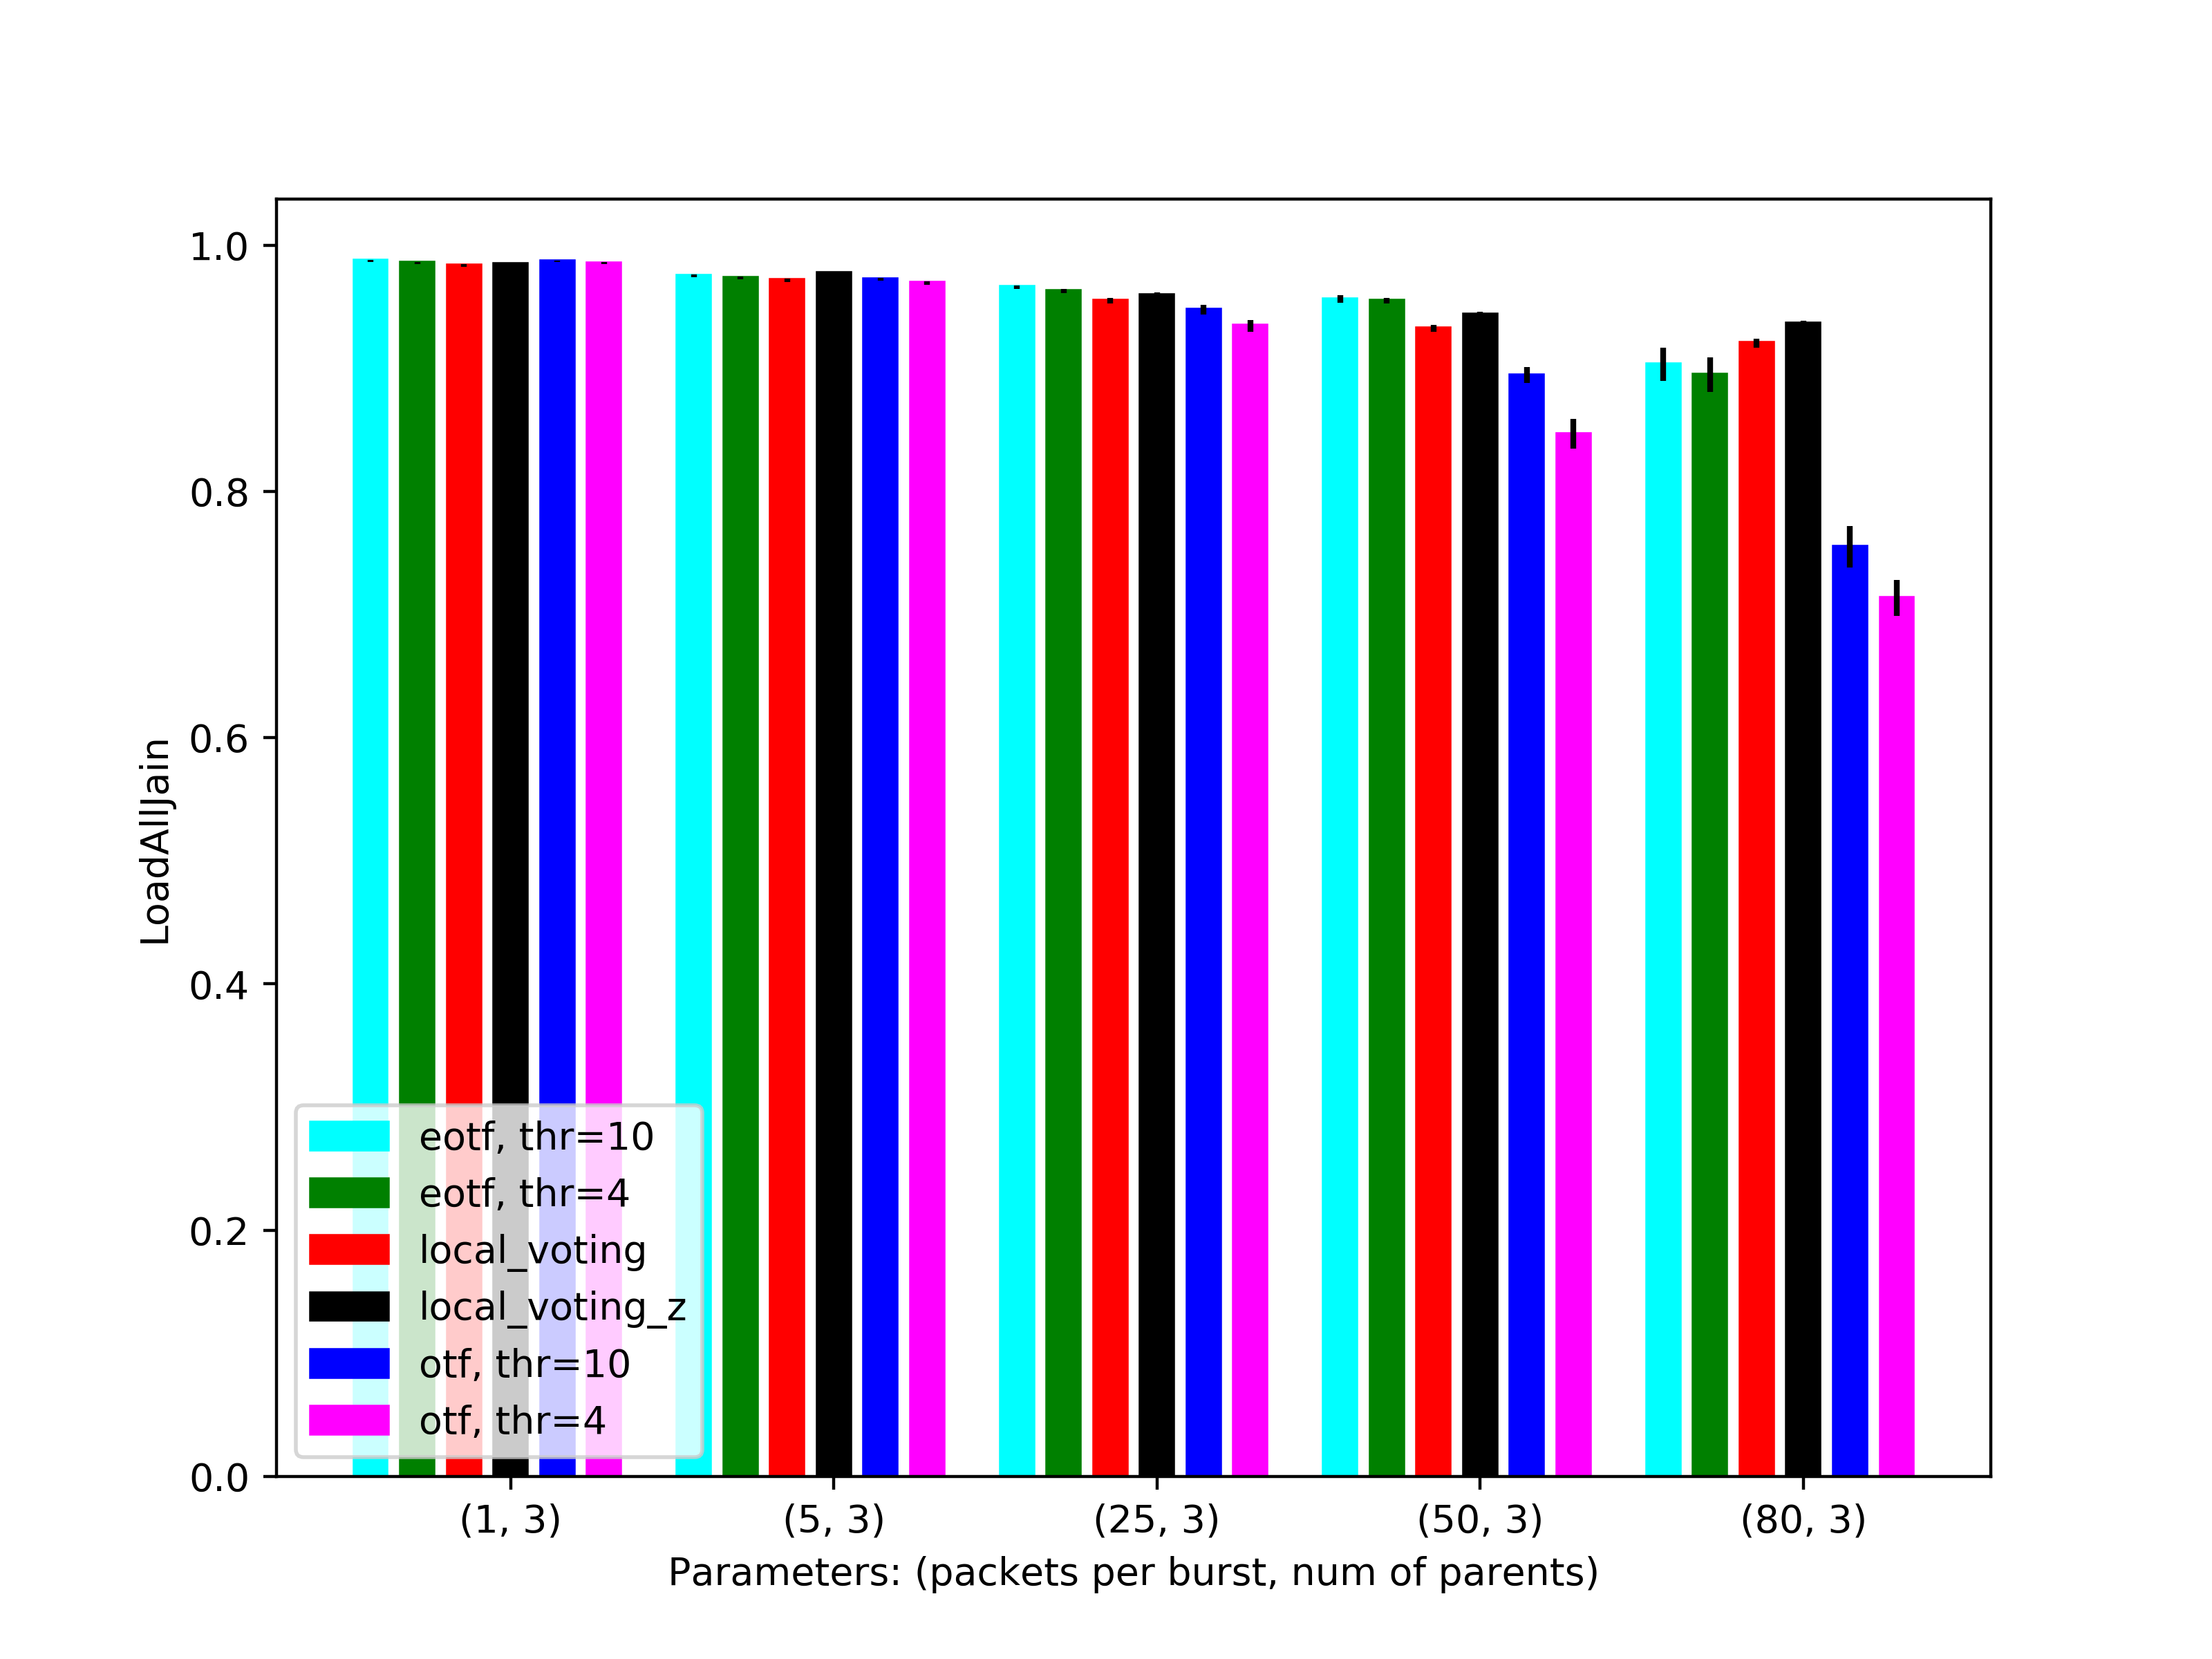 1.0
0.8
0.6
0.4
0.2
0.0
LoadAllJain
eotf, thr=10
eotf, thr=4
local_voting
local_voting_z
otf, thr=10
otf, thr=4
(1, 3)
(5, 3)
(25, 3)
(50, 3)
(80, 3)
Parameters: (packets per burst, num of parents)